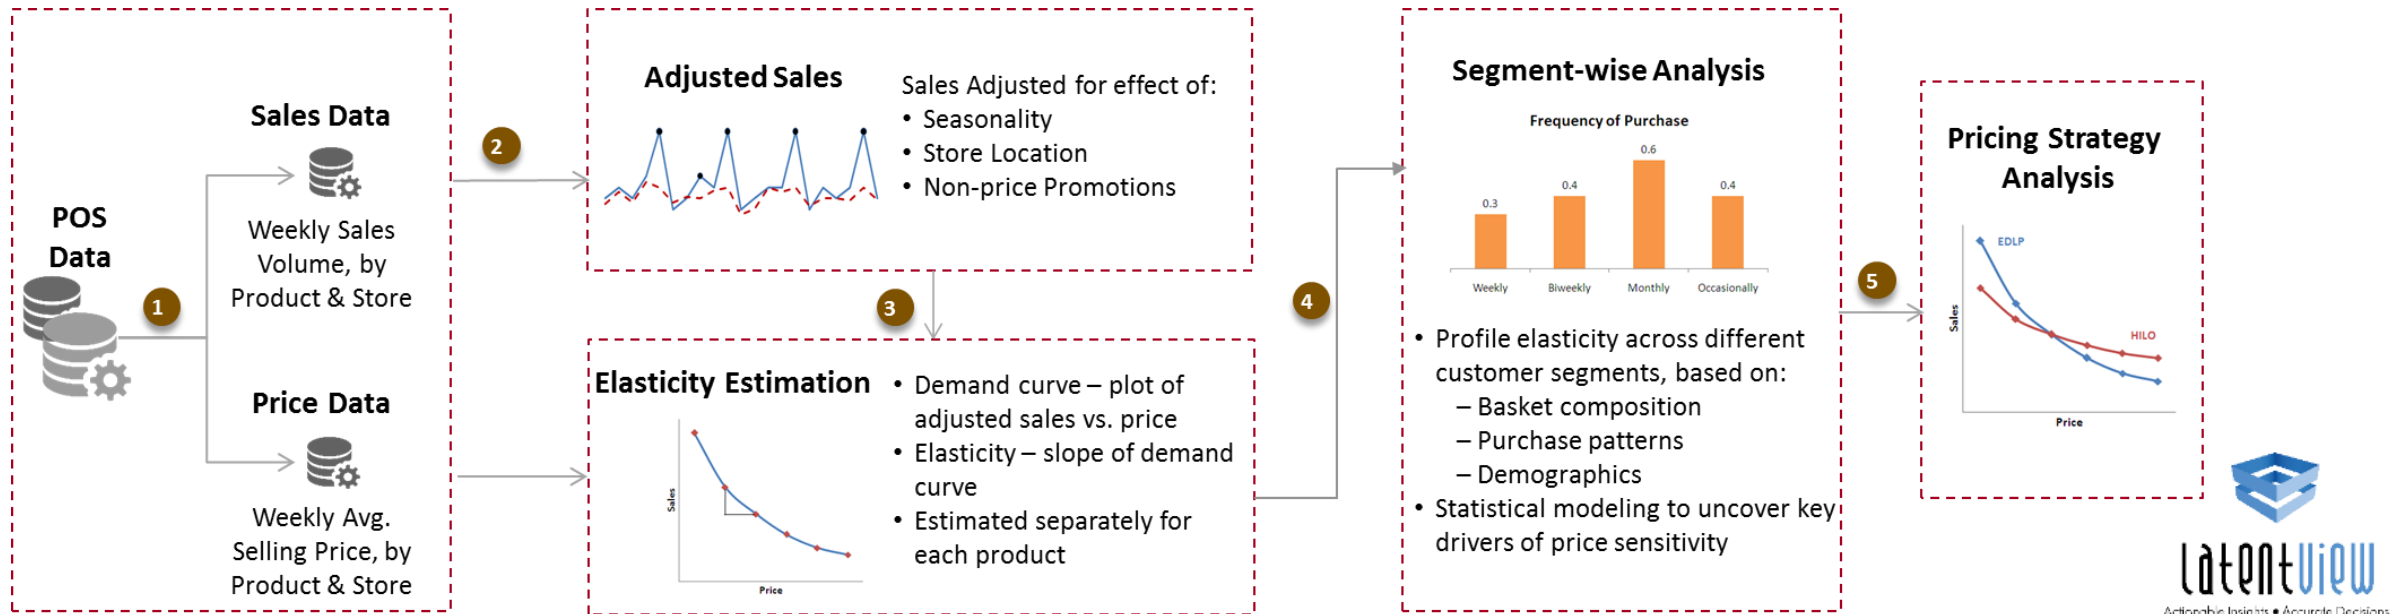 POS
Data
1
Sales Data
Weekly Sales
Volume, by
Product & Store
Price Data
Weekly Avg.
Selling Price, by
Product & Store
2
Adjusted Sales
Sales Adjusted for effect of:
• Seasonality
• Store Location
• Non-price Promotions
3
Elasticity Estimation
Sales
Price
• Demand curve – plot of
adjusted sales vs. price
• Elasticity – slope of demand
curve
• Estimated separately for
each product
4
Segment-wise Analysis
Frequency of Purchase
0.3
0.4
0.6
0.4
Weekly
Biweekly
Monthly
Occasionally
• Profile elasticity across different
customer segments, based on:
– Basket composition
– Purchase patterns
– Demographics
• Statistical modeling to uncover key
drivers of price sensitivity
5
Pricing Strategy
Analysis
EDLP
HILO
Sales
Price
LatentView
Actionable Insights • Accurate Decisions